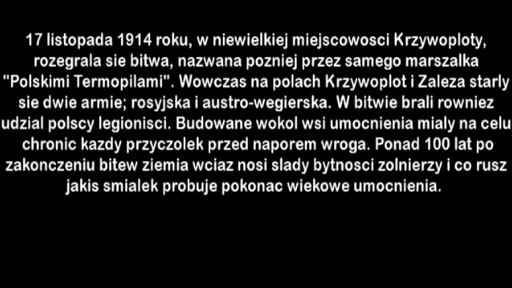 17 listopada 1914 roku, w niewielkiej miejscowosci Krzywoploty,
rozegrala sie bitwa, nazwana pozniej przez samego marszalka
"Polskimi Termopilami". Wowczas na polach Krzywoplot i Zaleza starly
sie dwie armie; rosyjska i austro-wegierska. W bitwie brali rowniez
udzial polscy legionisci. Budowane wokol wsi umocnienia mialy na celu
chronic kazdy przyczolek przed naporem wroga. Ponad 100 lat po
zakonczeniu bitew ziemia wciaz nosi slady bytnosci zolnierzy i co rusz
jakis smialek probuje pokonac wiekowe umocnienia.